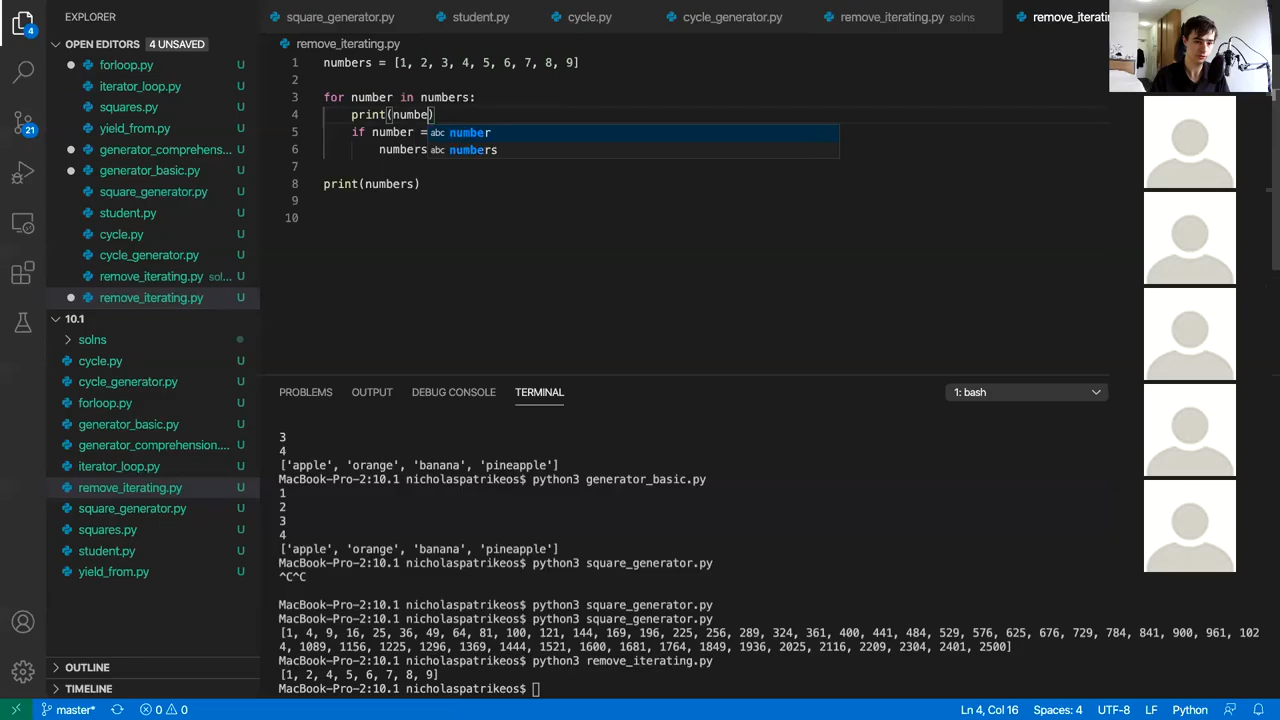 EXPLORER
OPEN EDITORS 4 UNSAVED
forloop.py U
iterator_loop.py U
squares.py U
yield_from.py U
generator_comprehens... U
generator_basic.py U
square_generator.py U
student.py U
cycle.py U
cycle_generator.py U
remove_iterating.py sol... U
remove_iterating.py U
10.1
solns
cycle.py U
cycle_generator.py U
forloop.py U
generator_basic.py U
generator_comprehension.... U
iterator_loop.py U
remove_iterating.py U
square_generator.py U
squares.py U
student.py U
yield_from.py U
OUTLINE
TIMELINE
4
21
square_generator.py student.py cycle.py cycle_generator.py remove_iterating.py solns
remove_iterating.py
1 numbers = [1, 2, 3, 4, 5, 6, 7, 8, 9]
2
3 for number in numbers:
4 print(numbe)
5 if number =
6 numbers
7
8 print(numbers)
9
10
abc number
abc numbers
PROBLEMS OUTPUT DEBUG CONSOLE TERMINAL 1: bash
3
4
['apple', 'orange', 'banana', 'pineapple']
MacBook-Pro-2:10.1 nicholaspatrikeos$ python3 generator_basic.py
1
2
3
4
['apple', 'orange', 'banana', 'pineapple']
MacBook-Pro-2:10.1 nicholaspatrikeos$ python3 square_generator.py
^C^C
MacBook-Pro-2:10.1 nicholaspatrikeos$ python3 square_generator.py
MacBook-Pro-2:10.1 nicholaspatrikeos$ python3 square_generator.py
[1, 4, 9, 16, 25, 36, 49, 64, 81, 100, 121, 144, 169, 196, 225, 256, 289, 324, 361, 400, 441, 484, 529, 576, 625, 676, 729, 784, 841, 900, 961, 102
4, 1089, 1156, 1225, 1296, 1369, 1444, 1521, 1600, 1681, 1764, 1849, 1936, 2025, 2116, 2209, 2304, 2401, 2500]
MacBook-Pro-2:10.1 nicholaspatrikeos$ python3 remove_iterating.py
[1, 2, 4, 5, 6, 7, 8, 9]
MacBook-Pro-2:10.1 nicholaspatrikeos$
master* 0 0 Ln 4, Col 16 Spaces: 4 UTF-8 LF Python